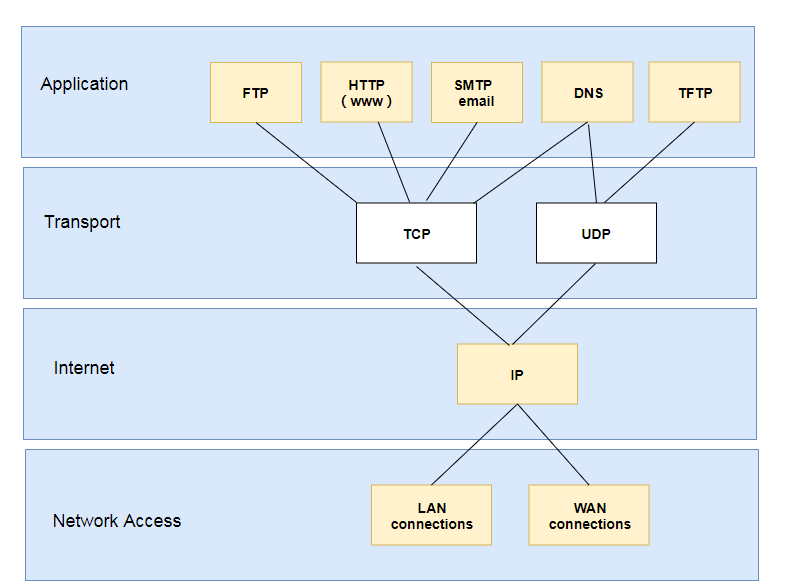 Application
FTP
HTTP
( www )
SMTP
email
DNS
TFTP
Transport
TCP
UDP
Internet
IP
Network Access
LAN
connections
WAN
connections